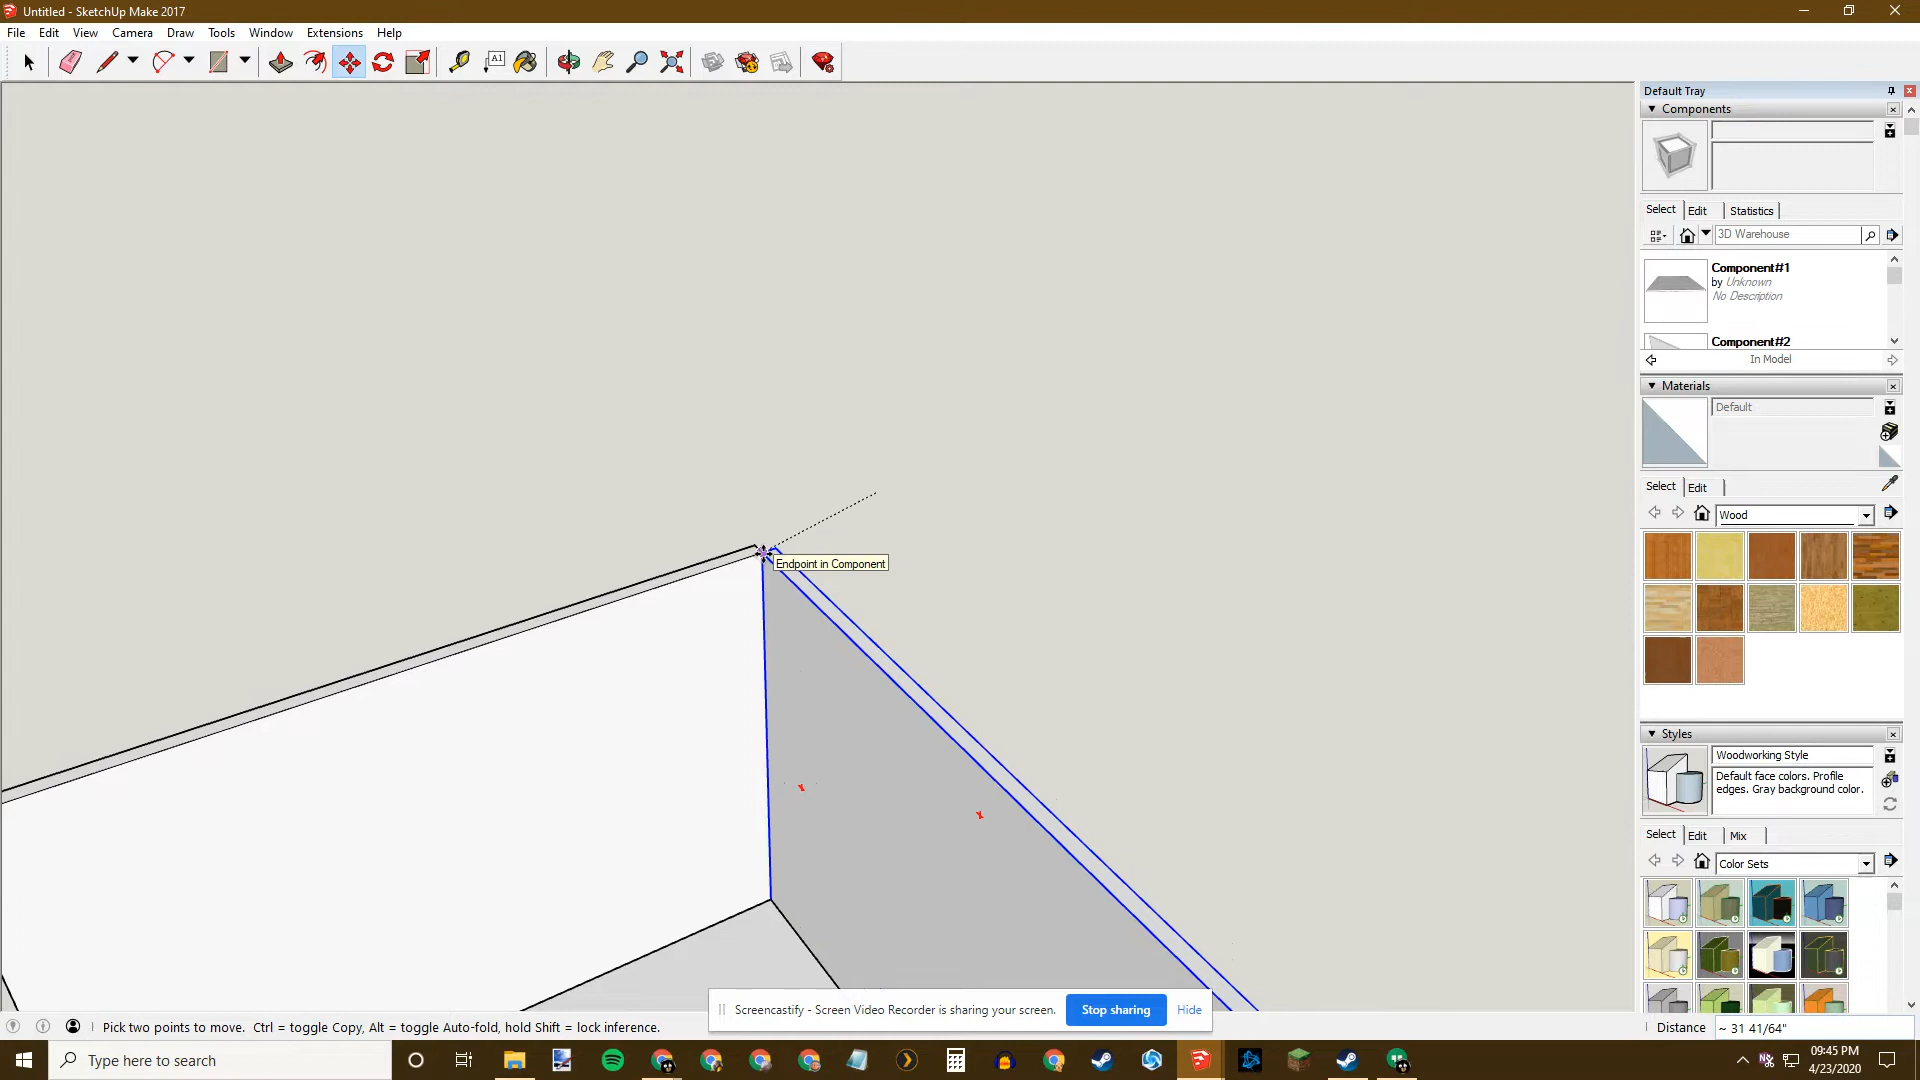 Untitled - SketchUp Make 2017
File Edit View Camera Draw Tools Window Extensions Help
A1
Default Tray
Components
Select Edit Statistics
3D Warehouse
Component#1
by Unknown
No Description
Component#2
In Model
Materials
Default
Select Edit
Wood
Endpoint in Component
Styles
Woodworking Style
Default face colors. Profile
edges. Gray background color.
Select Edit Mix
Color Sets
Screencastify - Screen Video Recorder is sharing your screen. Stop sharing Hide
Pick two points to move. Ctrl = toggle Copy, Alt = toggle Auto-fold, hold Shift = lock inference.
Distance ~ 31 41/64"
Type here to search
09:45 PM
4/23/2020